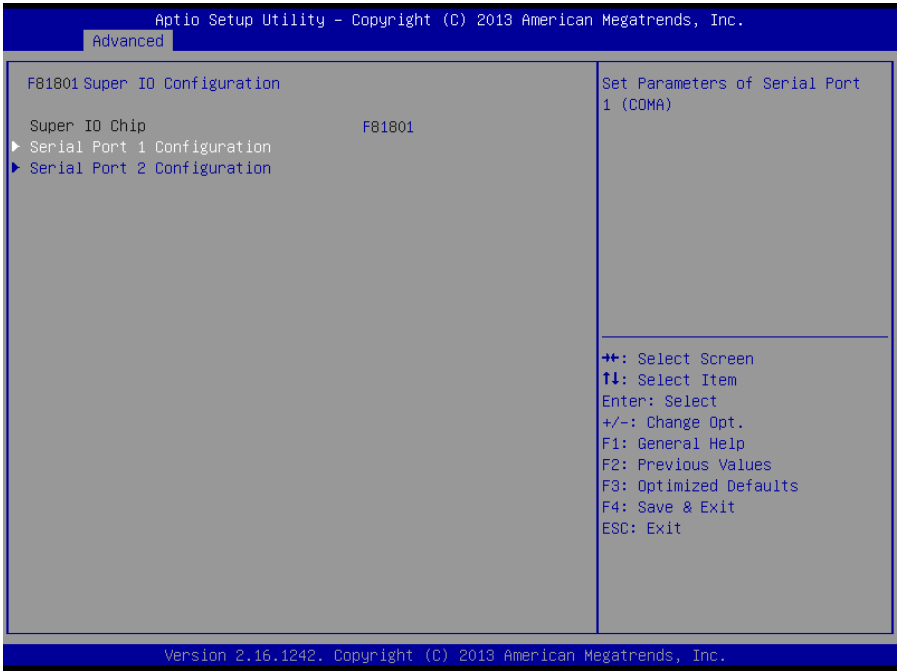 Aptio Setup Utility – Copyright (C) 2013 American Megatrends, Inc.
Advanced
F81801 Super IO Configuration
Super IO Chip F81801
Serial Port 1 Configuration
Serial Port 2 Configuration
Set Parameters of Serial Port
1 (COMA)
→←: Select Screen
↑↓: Select Item
Enter: Select
+/-: Change Opt.
F1: General Help
F2: Previous Values
F3: Optimized Defaults
F4: Save & Exit
ESC: Exit
Version 2.16.1242. Copyright (C) 2013 American Megatrends, Inc.